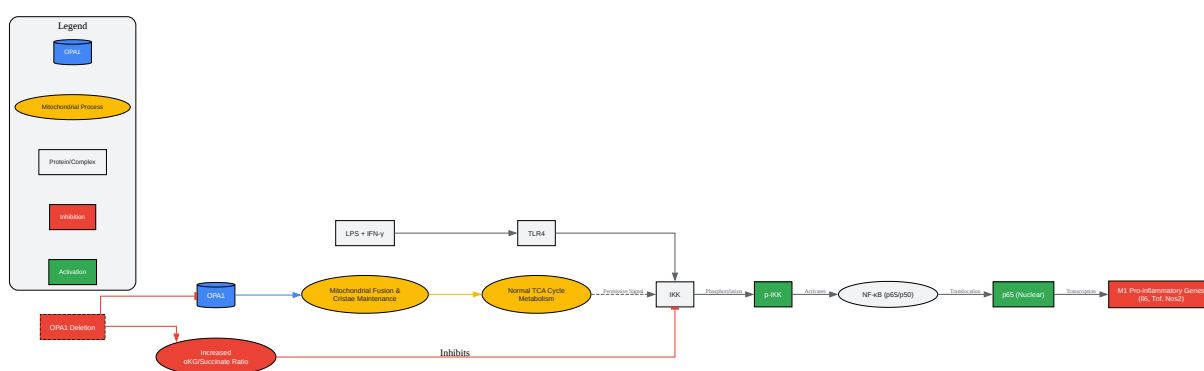 Legend
OPA1
Mitochondrial Process
Protein/Complex
Inhibition
Activation
LPS + IFN-γ
TLR4
OPA1
Mitochondrial Fusion &
Cristae Maintenance
Normal TCA Cycle
Metabolism
Permissive Signal
IKK
Phosphorylation
p-IKK
Activates
NF-κB (p65/p50)
Translocation
p65 (Nuclear)
Transcription
M1 Pro-inflammatory Genes
(Il6, Tnf, Nos2)
OPA1 Deletion
Increased
αKG/Succinate Ratio
Inhibits